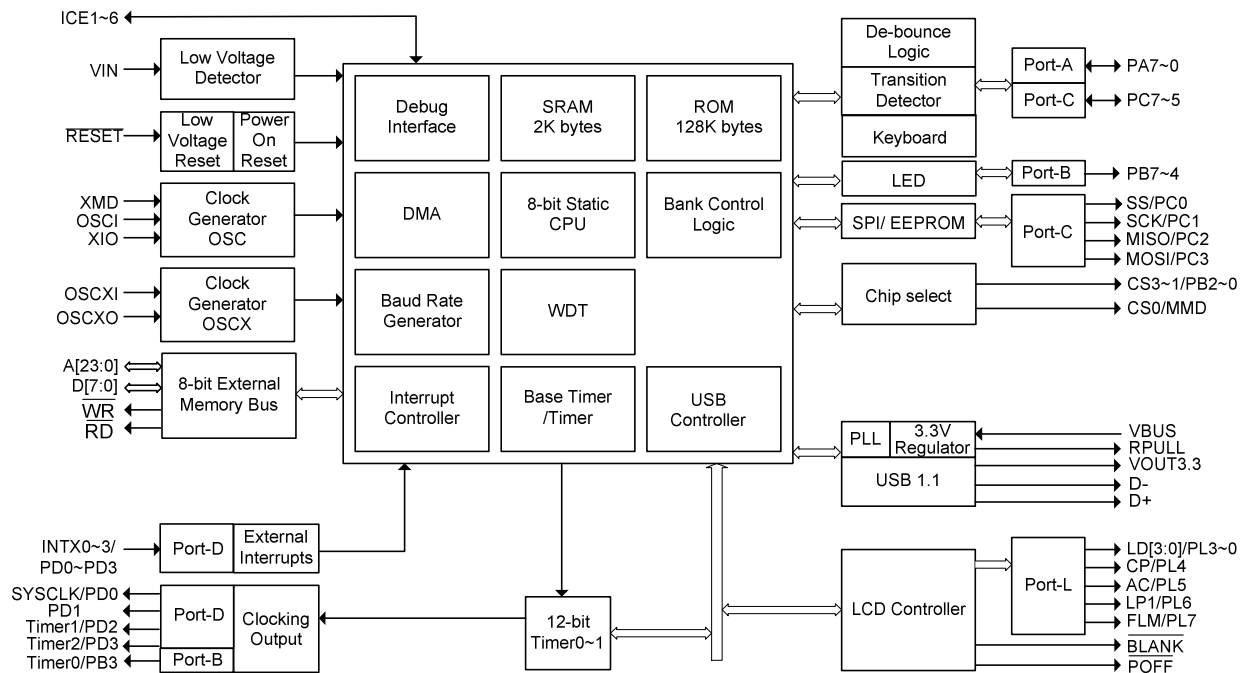 ICE1~6
VIN
Low Voltage
Detector
RESET
Low
Voltage
Reset
Power
On
Reset
XMD
OSCI
XIO
Clock
Generator
OSC
OSCXI
OSCXO
Clock
Generator
OSCX
A[23:0]
D[7:0]
WR
RD
8-bit External
Memory Bus
Debug
Interface
SRAM
2K bytes
ROM
128K bytes
DMA
8-bit Static
CPU
Bank Control
Logic
Baud Rate
Generator
WDT
Interrupt
Controller
Base Timer
/Timer
USB
Controller
De-bounce
Logic
Transition
Detector
Keyboard
Port-A
Port-C
PA7~0
PC7~5
LED
Port-B
PB7~4
SPI/ EEPROM
Port-C
SS/PC0
SCK/PC1
MISO/PC2
MOSI/PC3
Chip select
CS3~1/PB2~0
CS0/MMD
PLL
3.3V
Regulator
USB 1.1
VBUS
RPULL
VOUT3.3
D-
D+
INTX0~3/
PD0~PD3
Port-D
External
Interrupts
SYSCLK/PD0
PD1
Timer1/PD2
Timer2/PD3
Timer0/PB3
Port-D
Port-B
Clocking
Output
12-bit
Timer0~1
LCD Controller
Port-L
LD[3:0]/PL3~0
CP/PL4
AC/PL5
LP1/PL6
FLM/PL7
BLANK
POFF